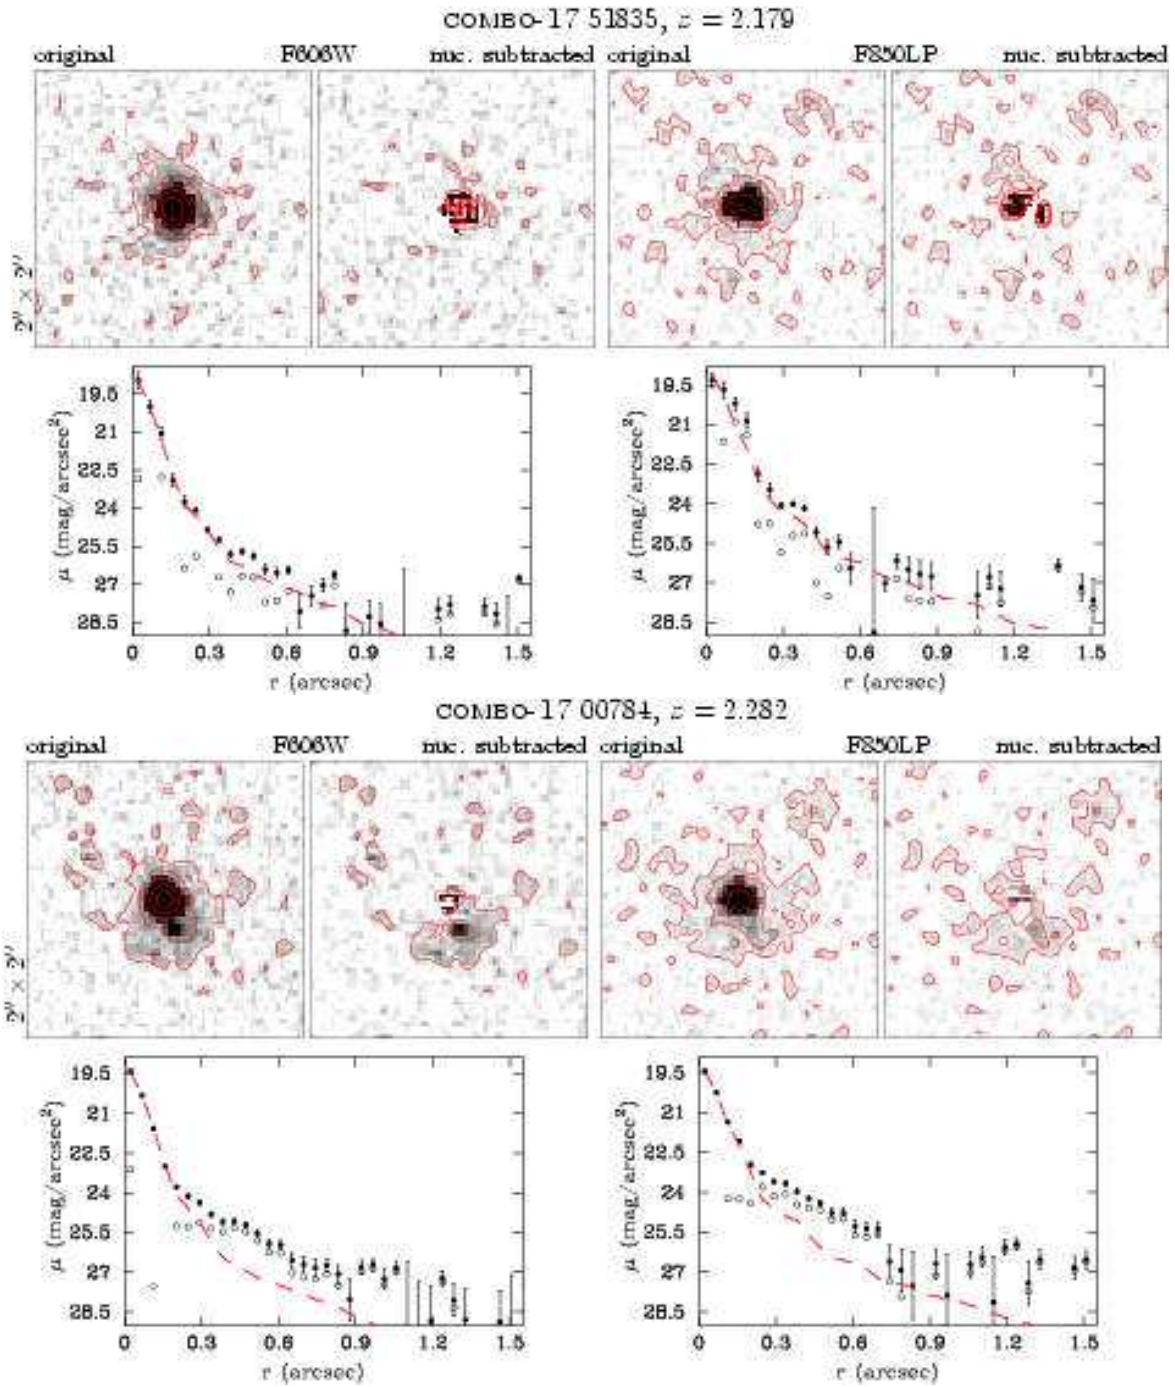 COMBO-17 51835, z = 2.179
original F606W nuc. subtracted original F850LP nuc. subtracted
2" × 2"
19.5 21 22.5 24 25.5 27 28.5
μ (mag/arcsec²)
0 0.3 0.6 0.9 1.2 1.5
r (arcsec)
19.5 21 22.5 24 25.5 27 28.5
μ (mag/arcsec²)
0 0.3 0.6 0.9 1.2 1.5
r (arcsec)
COMBO-17 00784, z = 2.282
original F606W nuc. subtracted original F850LP nuc. subtracted
2" × 2"
19.5 21 22.5 24 25.5 27 28.5
μ (mag/arcsec²)
0 0.3 0.6 0.9 1.2 1.5
r (arcsec)
19.5 21 22.5 24 25.5 27 28.5
μ (mag/arcsec²)
0 0.3 0.6 0.9 1.2 1.5
r (arcsec)